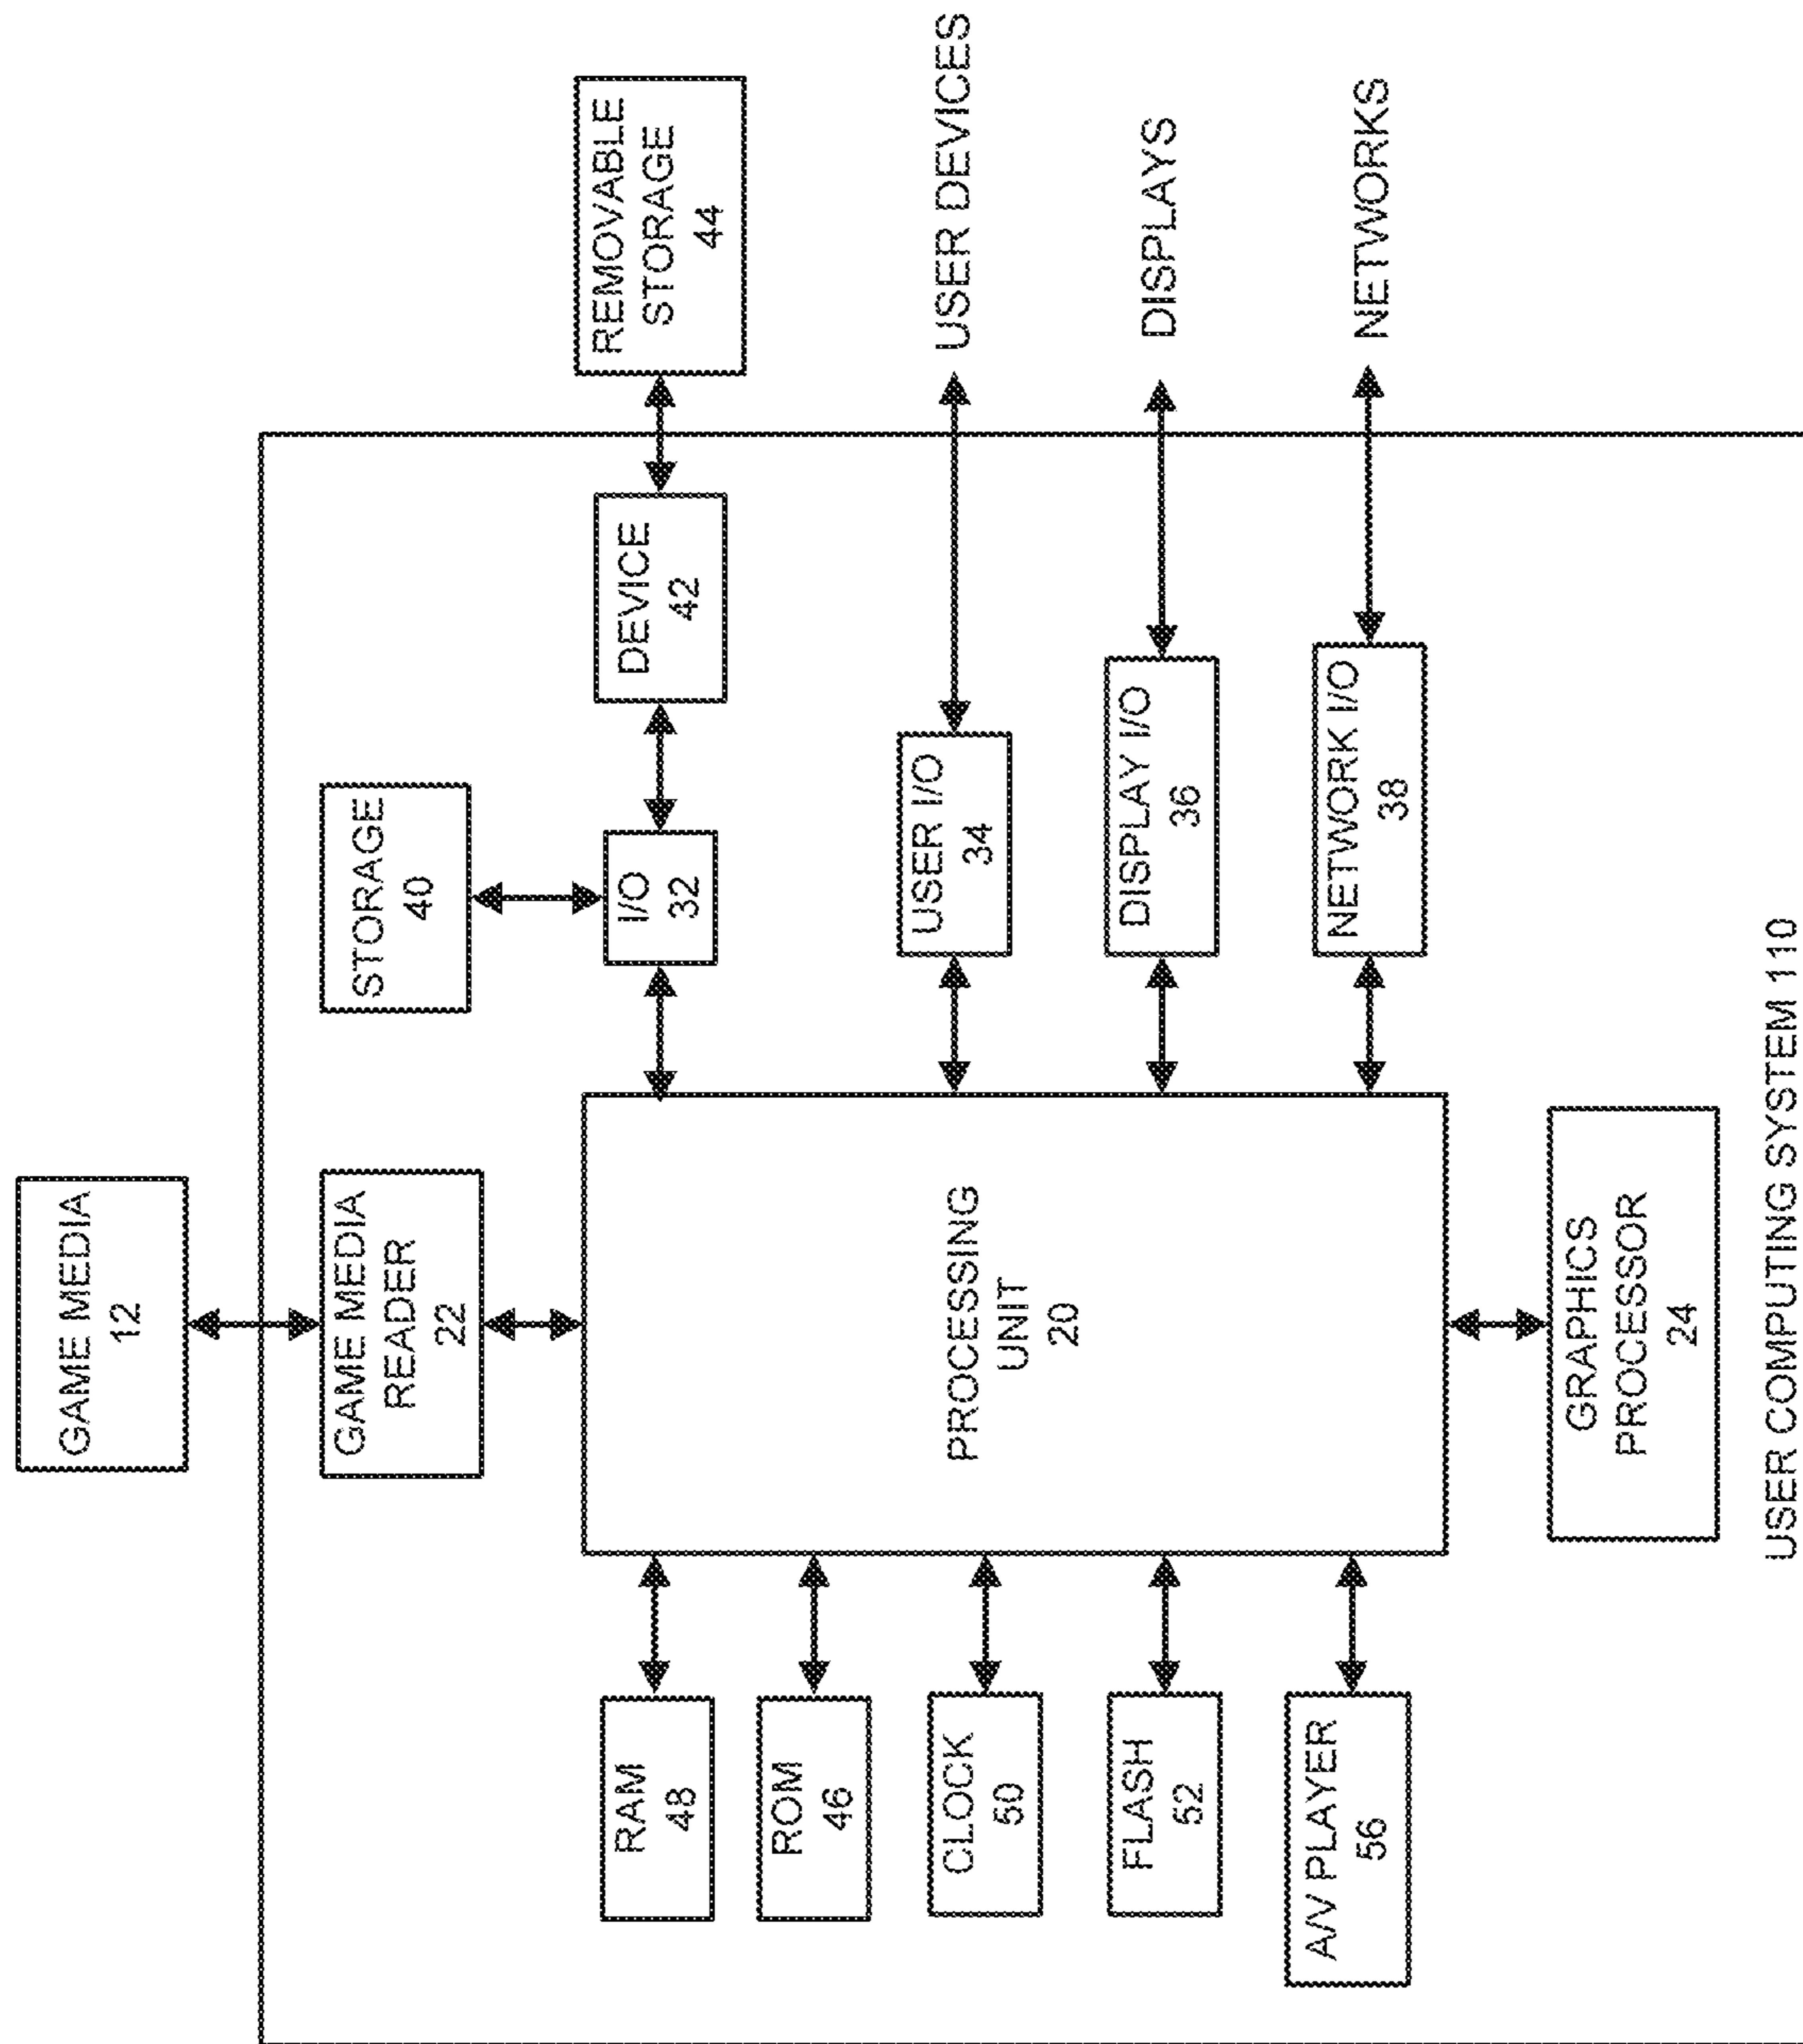 GAME MEDIA
12
GAME MEDIA
READER
22
STORAGE
40
RAM
48
ROM
46
CLOCK
50
FLASH
52
A/V PLAYER
56
PROCESSING
UNIT
20
I/O
32
DEVICE
42
REMOVABLE
STORAGE
44
USER I/O
34
USER DEVICES
DISPLAY I/O
36
DISPLAYS
NETWORK I/O
38
NETWORKS
GRAPHICS
PROCESSOR
24
USER COMPUTING SYSTEM 110